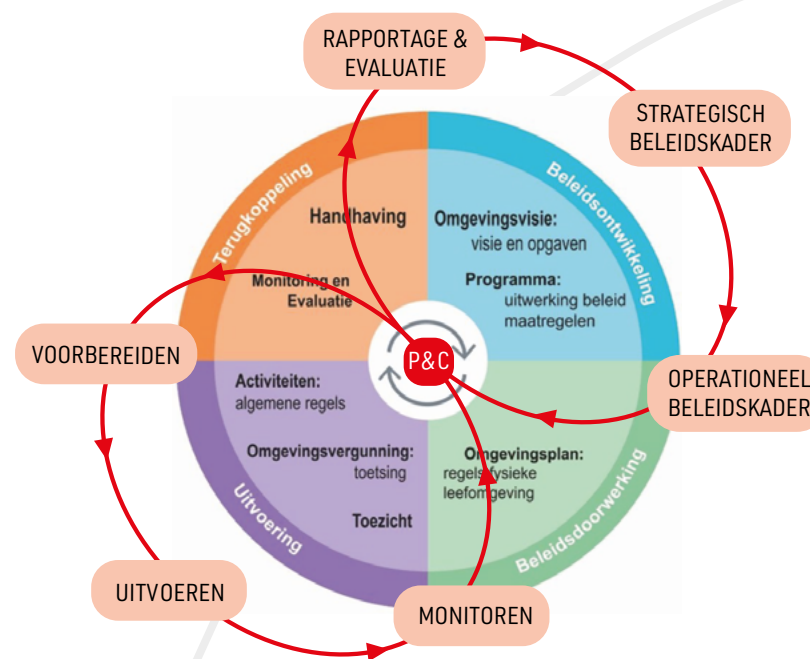 RAPPORTAGE &
EVALUATIE
STRATEGISCH
BELEIDSKADER
Terugkoppeling
Beleidsontwikkeling
Handhaving
Omgevingsvisie:
visie en opgaven
Monitoring en
Evaluatie
Programma:
uitwerking beleid
maatregelen
VOORBEREIDEN
P&C
OPERATIONEEL
BELEIDSKADER
Activiteiten:
algemene regels
Omgevingsvergunning:
toetsing
Toezicht
Omgevingsplan:
regels fysieke
leefomgeving
Uitvoering
Beleidsdoorwerking
UITVOEREN
MONITOREN